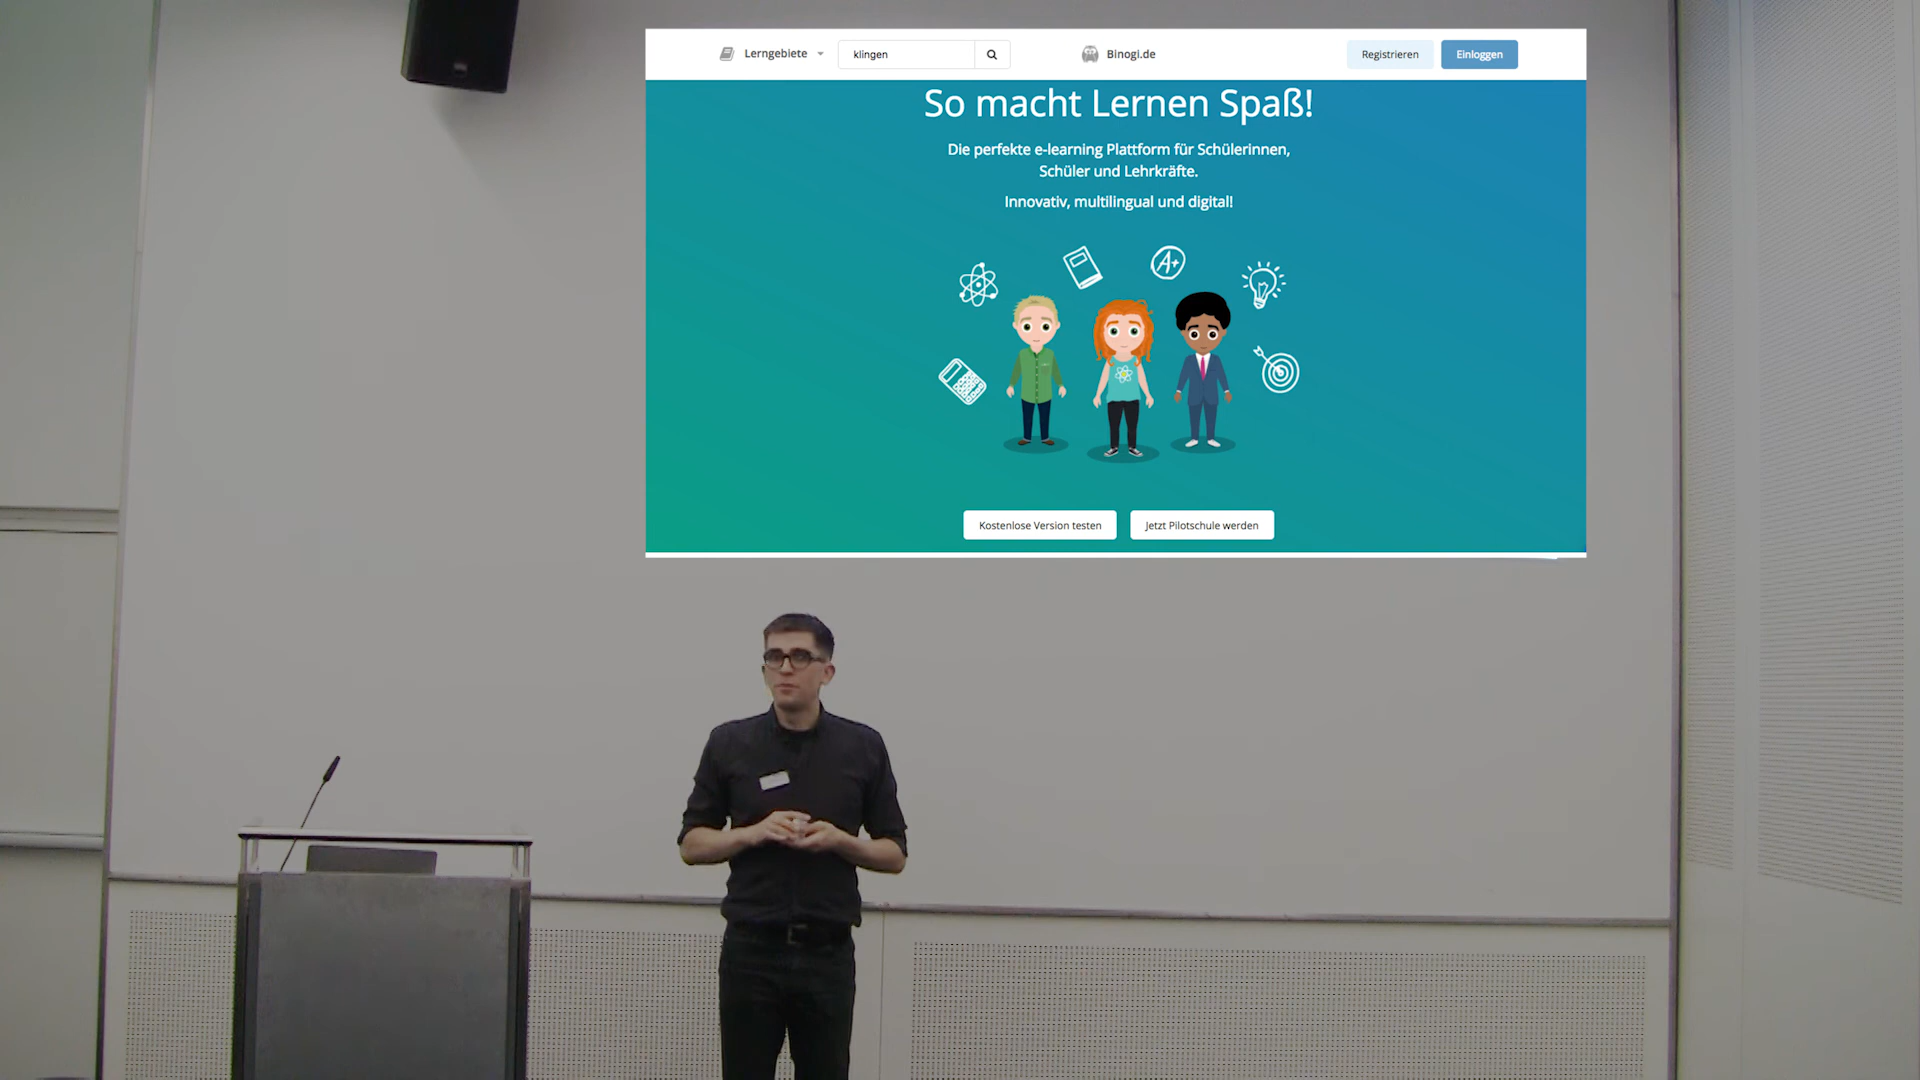 Lerngebiete
klingen
Binogi.de
Registrieren
Einloggen
So macht Lernen Spaß!
Die perfekte e-learning Plattform für Schülerinnen,
Schüler und Lehrkräfte.
Innovativ, multilingual und digital!
A+
Kostenlose Version testen
Jetzt Pilotschule werden